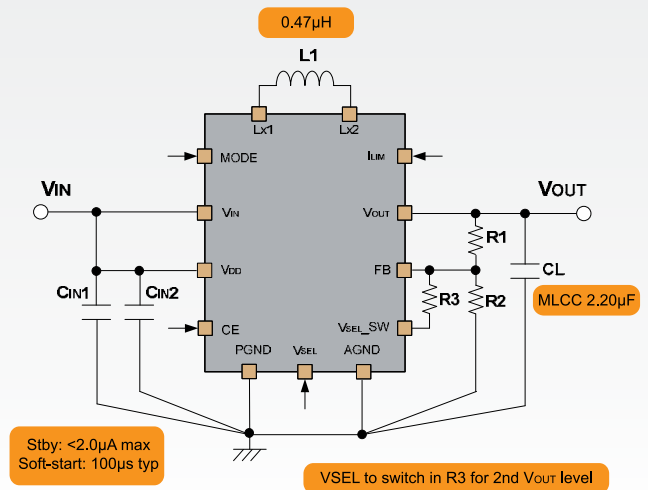 0.47µH
L1
Lx1
Lx2
MODE
ILIM
VIN
VIN
VOUT
VOUT
R1
VDD
FB
CL
CIN1
CIN2
R3
R2
MLCC 2.20µF
CE
VSEL_SW
PGND
VSEL
AGND
Stby: <2.0µA max
Soft-start: 100µs typ
VSEL to switch in R3 for 2nd VOUT level